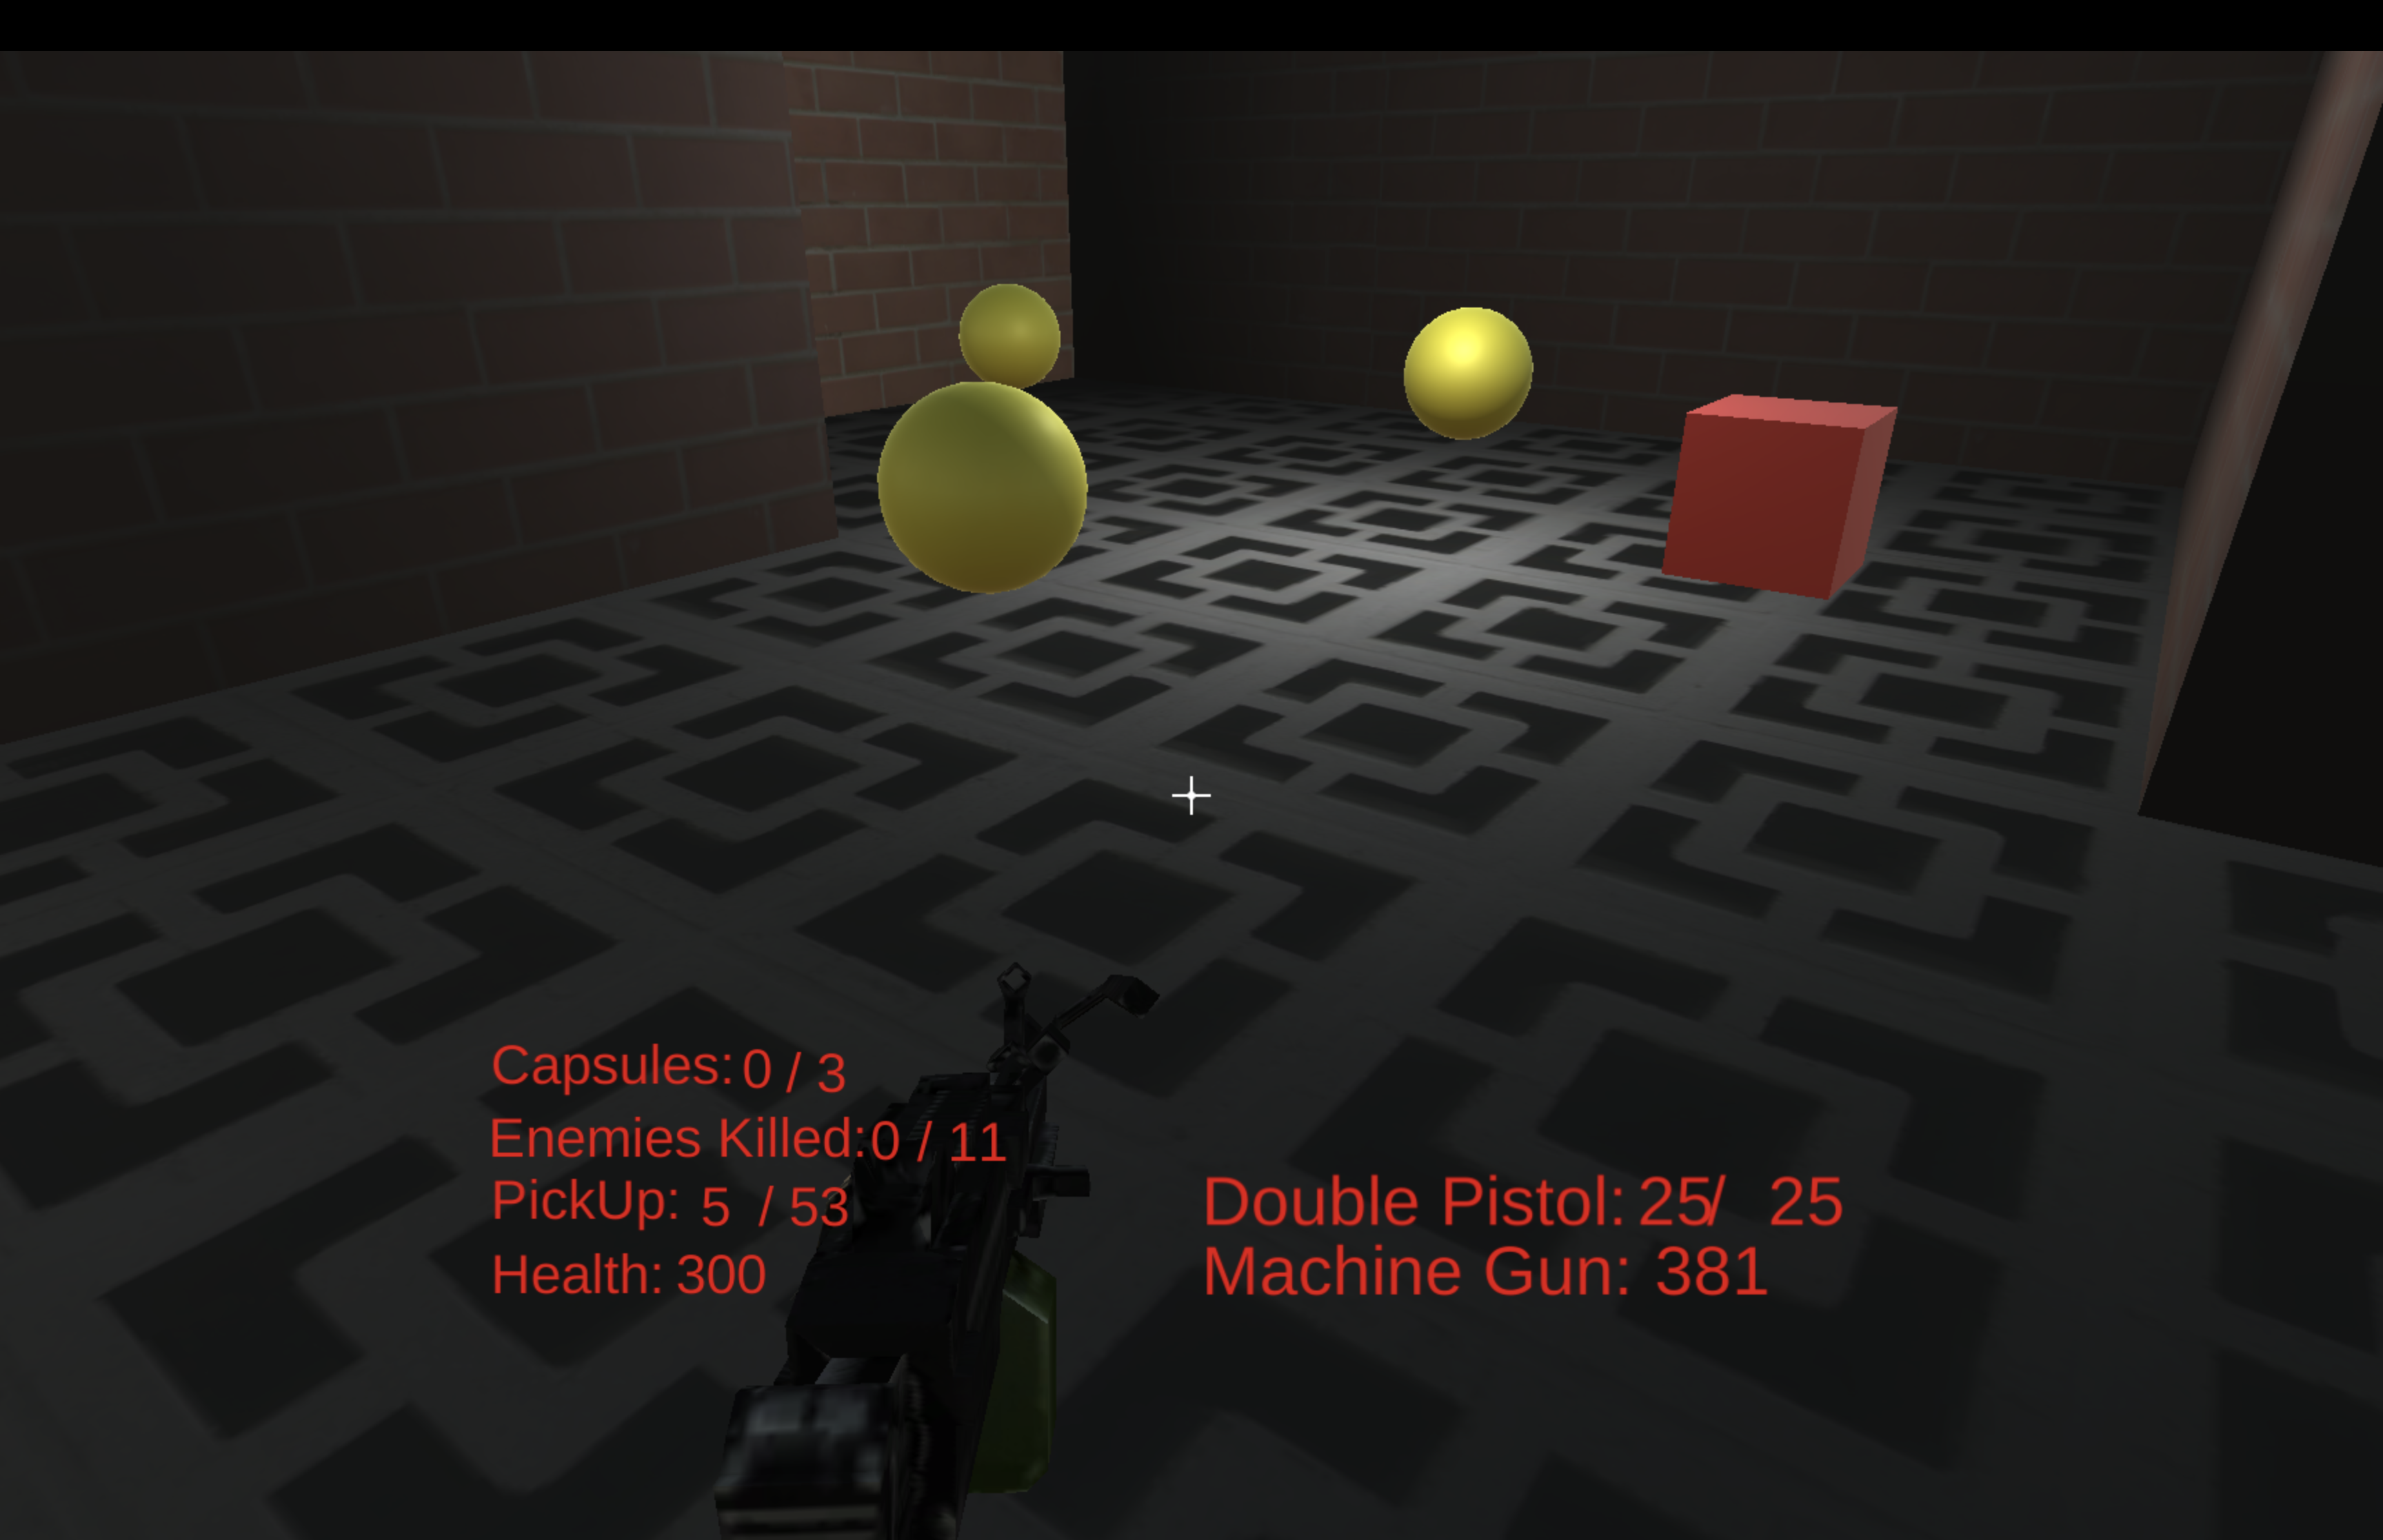 Capsules: 0 / 3
Enemies Killed: 0 / 11
PickUp: 5 / 53
Health: 300
Double Pistol: 25/ 25
Machine Gun: 381